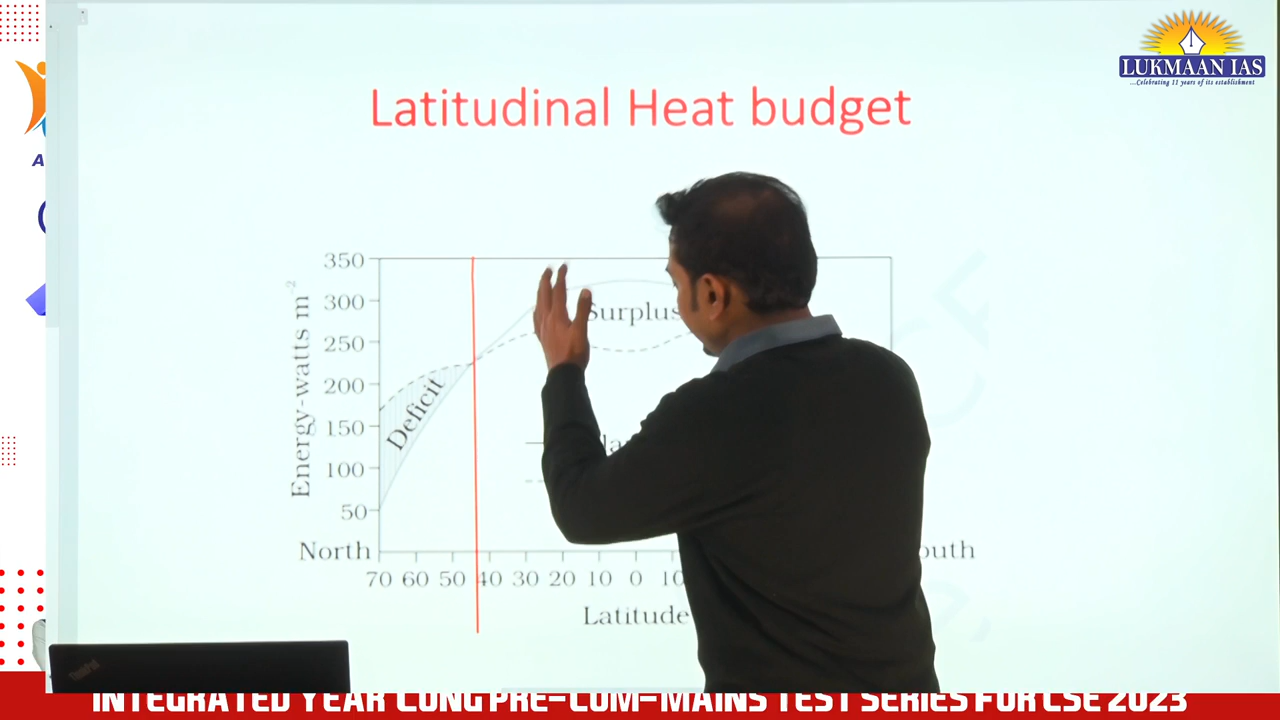 LUKMAAN IAS
...Celebrating 11 years of its establishment
Latitudinal Heat budget
350
300
250
200
150
100
50
Energy-watts m-2
Surplus
Deficit
North
70 60 50 40 30 20 10 0 10
Latitude
ThinkPad
INTEGRATED YEAR LONG PRE-CUM-MAINS TEST SERIES FOR CSE 2023